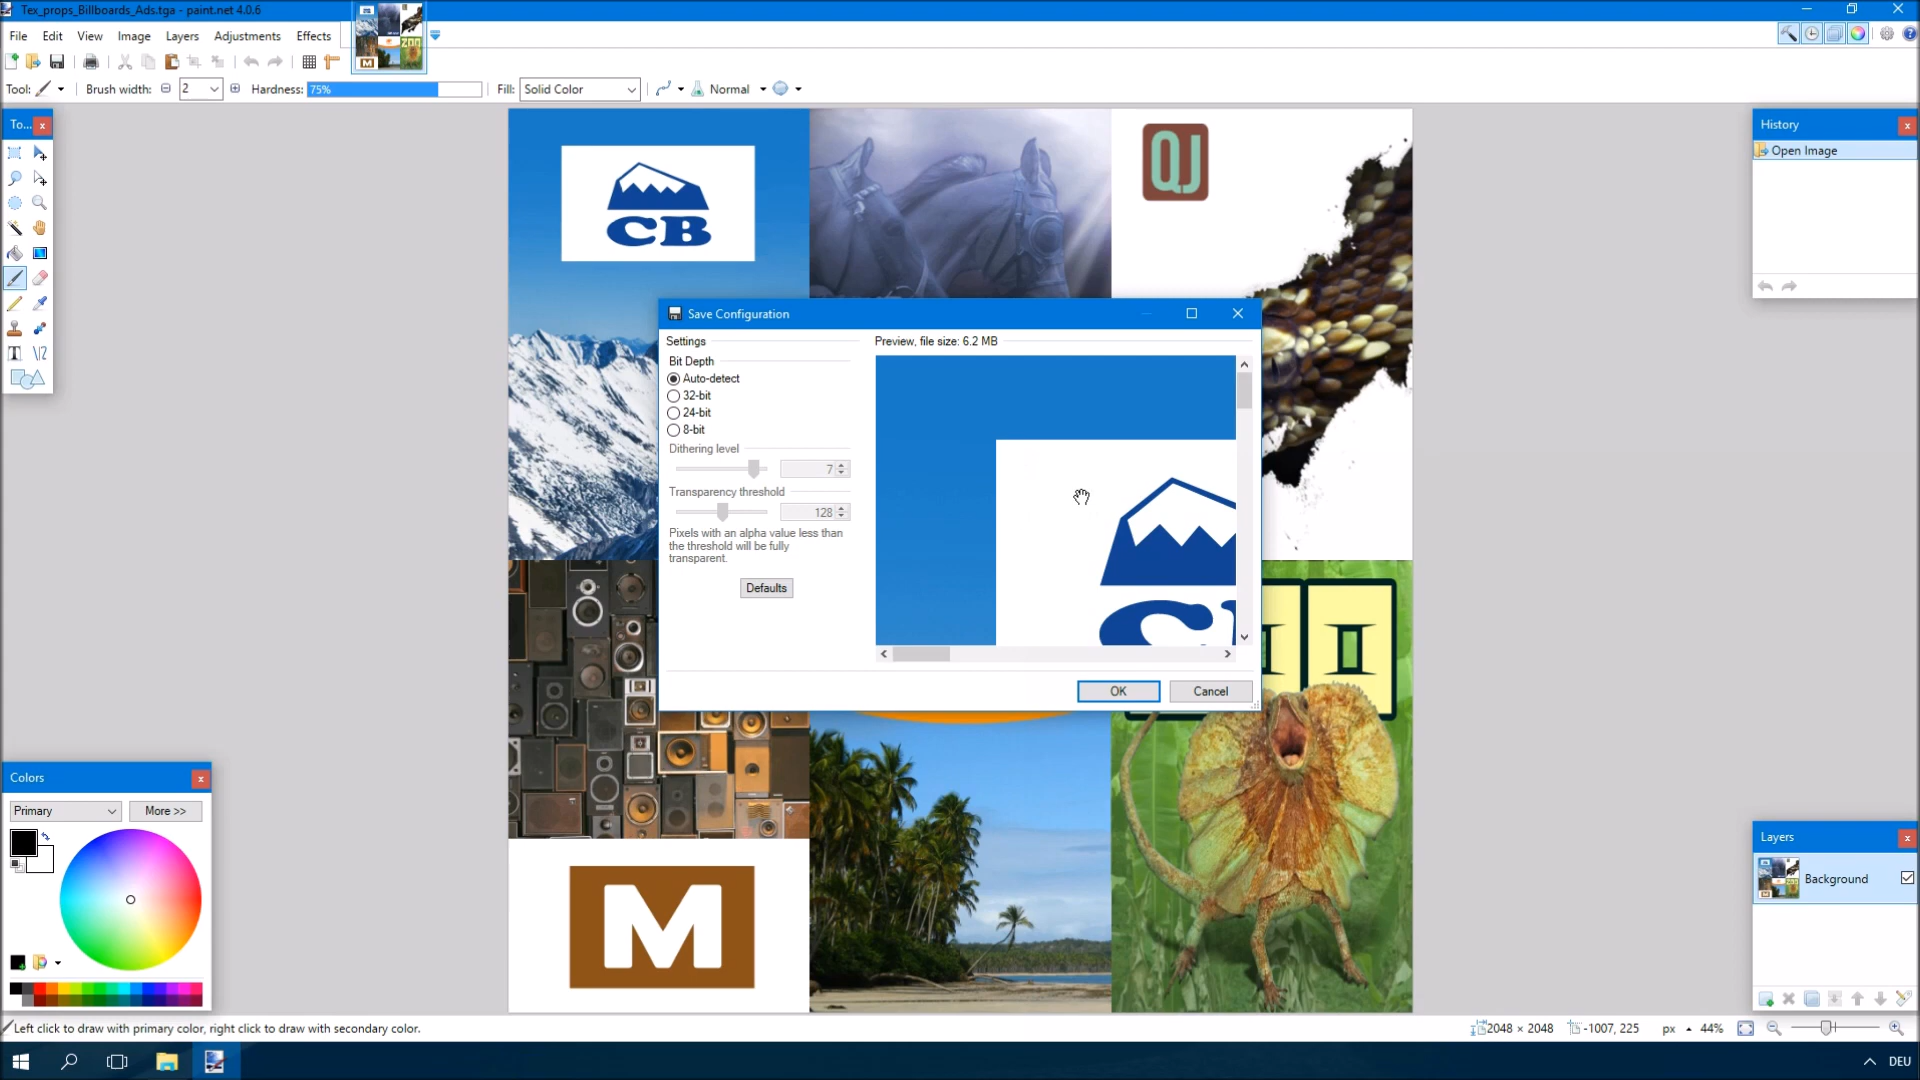 Tex_props_Billboards_Ads.tga - paint.net 4.0.6
File Edit View Image Layers Adjustments Effects
Tool: Brush width: 2 Hardness: 75% Fill: Solid Color Normal
To...
History
Open Image
CB
QJ
Save Configuration
Settings
Bit Depth
Auto-detect
32-bit
24-bit
8-bit
Dithering level
7
Transparency threshold
128
Pixels with an alpha value less than
the threshold will be fully
transparent.
Defaults
Preview, file size: 6.2 MB
OK Cancel
Colors
Primary More >>
M
Layers
Background
Left click to draw with primary color, right click to draw with secondary color.
2048 × 2048 -1007, 225 px 44%
DEU